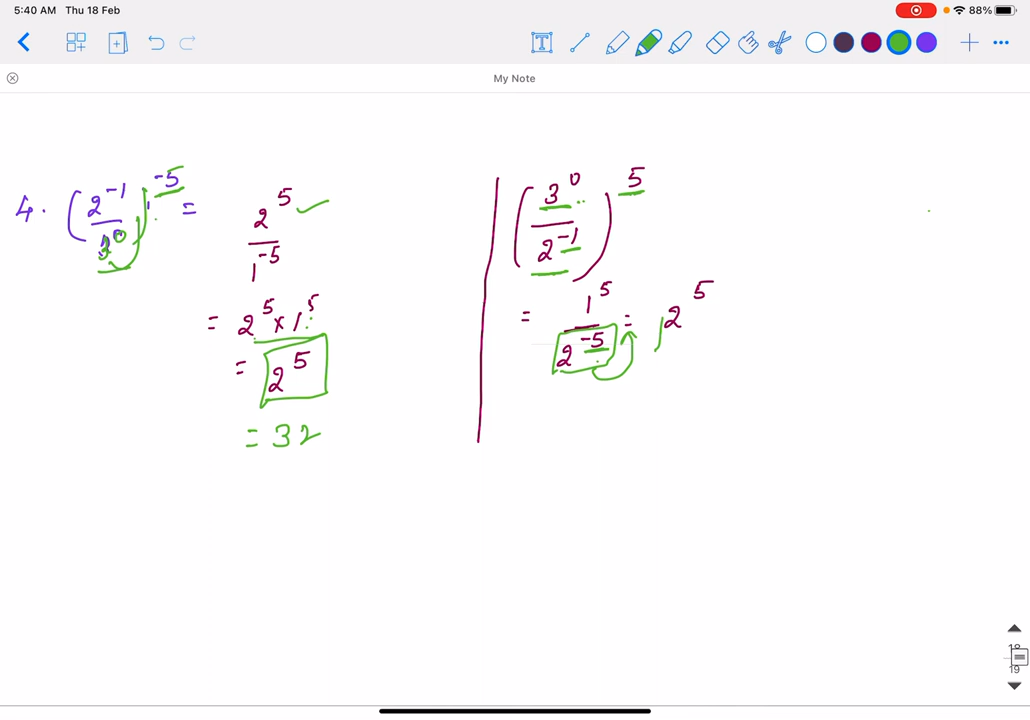 5:40 AM Thu 18 Feb 88%
My Note
4. (2^-1 / 3^0)^-5 =
2^5 / 1^-5
= 2^5 × 1^5
= 2^5
= 32
(3^0 / 2^-1)^5
= 1^5 / 2^-5 = 2^5
19